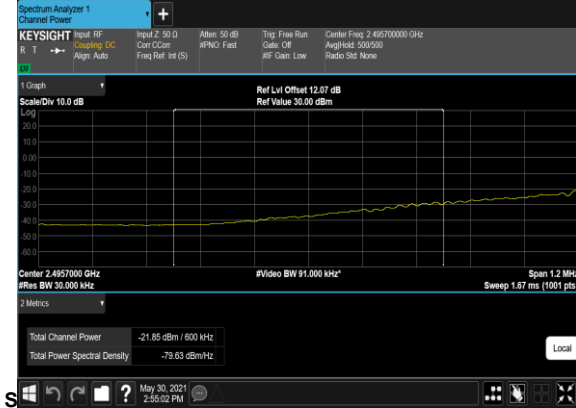 Spectrum Analyzer 1
Channel Power
+
KEYSIGHT Input: RF Input Z: 50 Ω Atten: 50 dB Trig: Free Run Center Freq: 2.495700000 GHz
R T Coupling: DC Corr CCorr #PNO: Fast Gate: Off Avg|Hold: 500/500
Align: Auto Freq Ref: Int (S) #IF Gain: Low Radio Std: None
1 Graph
Ref Lvl Offset 12.07 dB
Scale/Div 10.0 dB Ref Value 30.00 dBm
Log
20.0
10.0
0.00
-10.0
-20.0
-30.0
-40.0
-50.0
-60.0
Center 2.4957000 GHz #Video BW 91.000 kHz* Span 1.2 MHz
#Res BW 30.000 kHz Sweep 1.67 ms (1001 pts
2 Metrics
Total Channel Power -21.85 dBm / 600 kHz
Total Power Spectral Density -79.63 dBm/Hz
Local
S
?
May 30, 2021
2:55:02 PM